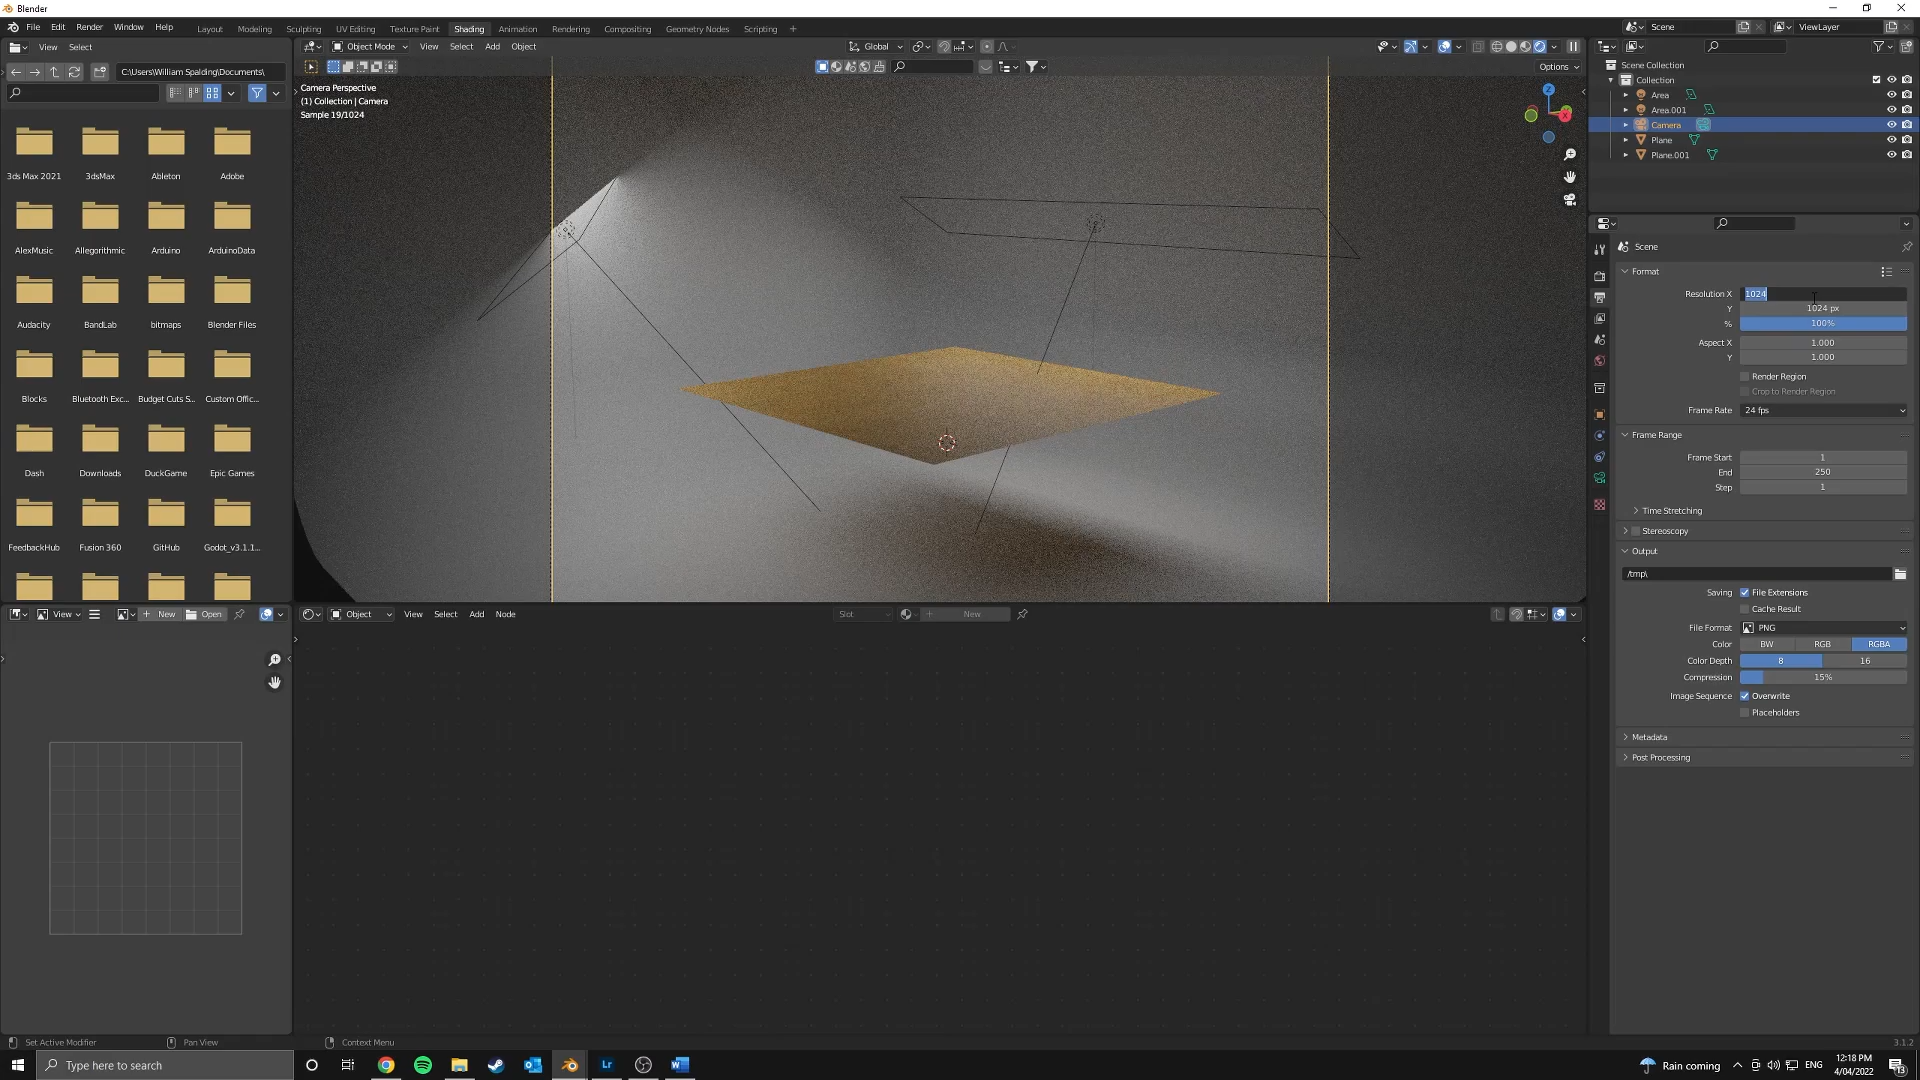 Blender
File Edit Render Window Help Layout Modeling Sculpting UV Editing Texture Paint Shading Animation Rendering Compositing Geometry Nodes Scripting + Scene ViewLayer
View Select
Object Mode View Select Add Object Global
C:\Users\William Spalding\Documents\
Options
Camera Perspective
(1) Collection | Camera
Sample 19/1024
Z
X
3ds Max 2021 3dsMax Ableton Adobe
AlexMusic Allegorithmic Arduino ArduinoData
Audacity BandLab bitmaps Blender Files
Blocks Bluetooth Exc... Budget Cuts S... Custom Offic...
Dash Downloads DuckGame Epic Games
FeedbackHub Fusion 360 GitHub Godot_v3.1.1...
Scene Collection
Collection
Area
Area.001
Camera
Plane
Plane.001
Scene
Format
Resolution X 1024
Y 1024 px
% 100%
Aspect X 1.000
Y 1.000
Render Region
Crop to Render Region
Frame Rate 24 fps
Frame Range
Frame Start 1
End 250
Step 1
Time Stretching
Stereoscopy
Output
/tmp\
Saving File Extensions
Cache Result
File Format PNG
Color BW RGB RGBA
Color Depth 8 16
Compression 15%
Image Sequence Overwrite
Placeholders
Metadata
Post Processing
View + New Open
Object View Select Add Node Slot + New
Set Active Modifier Pan View Context Menu 3.1.2
Type here to search
Lr
Rain coming ENG 12:18 PM
4/04/2022
13